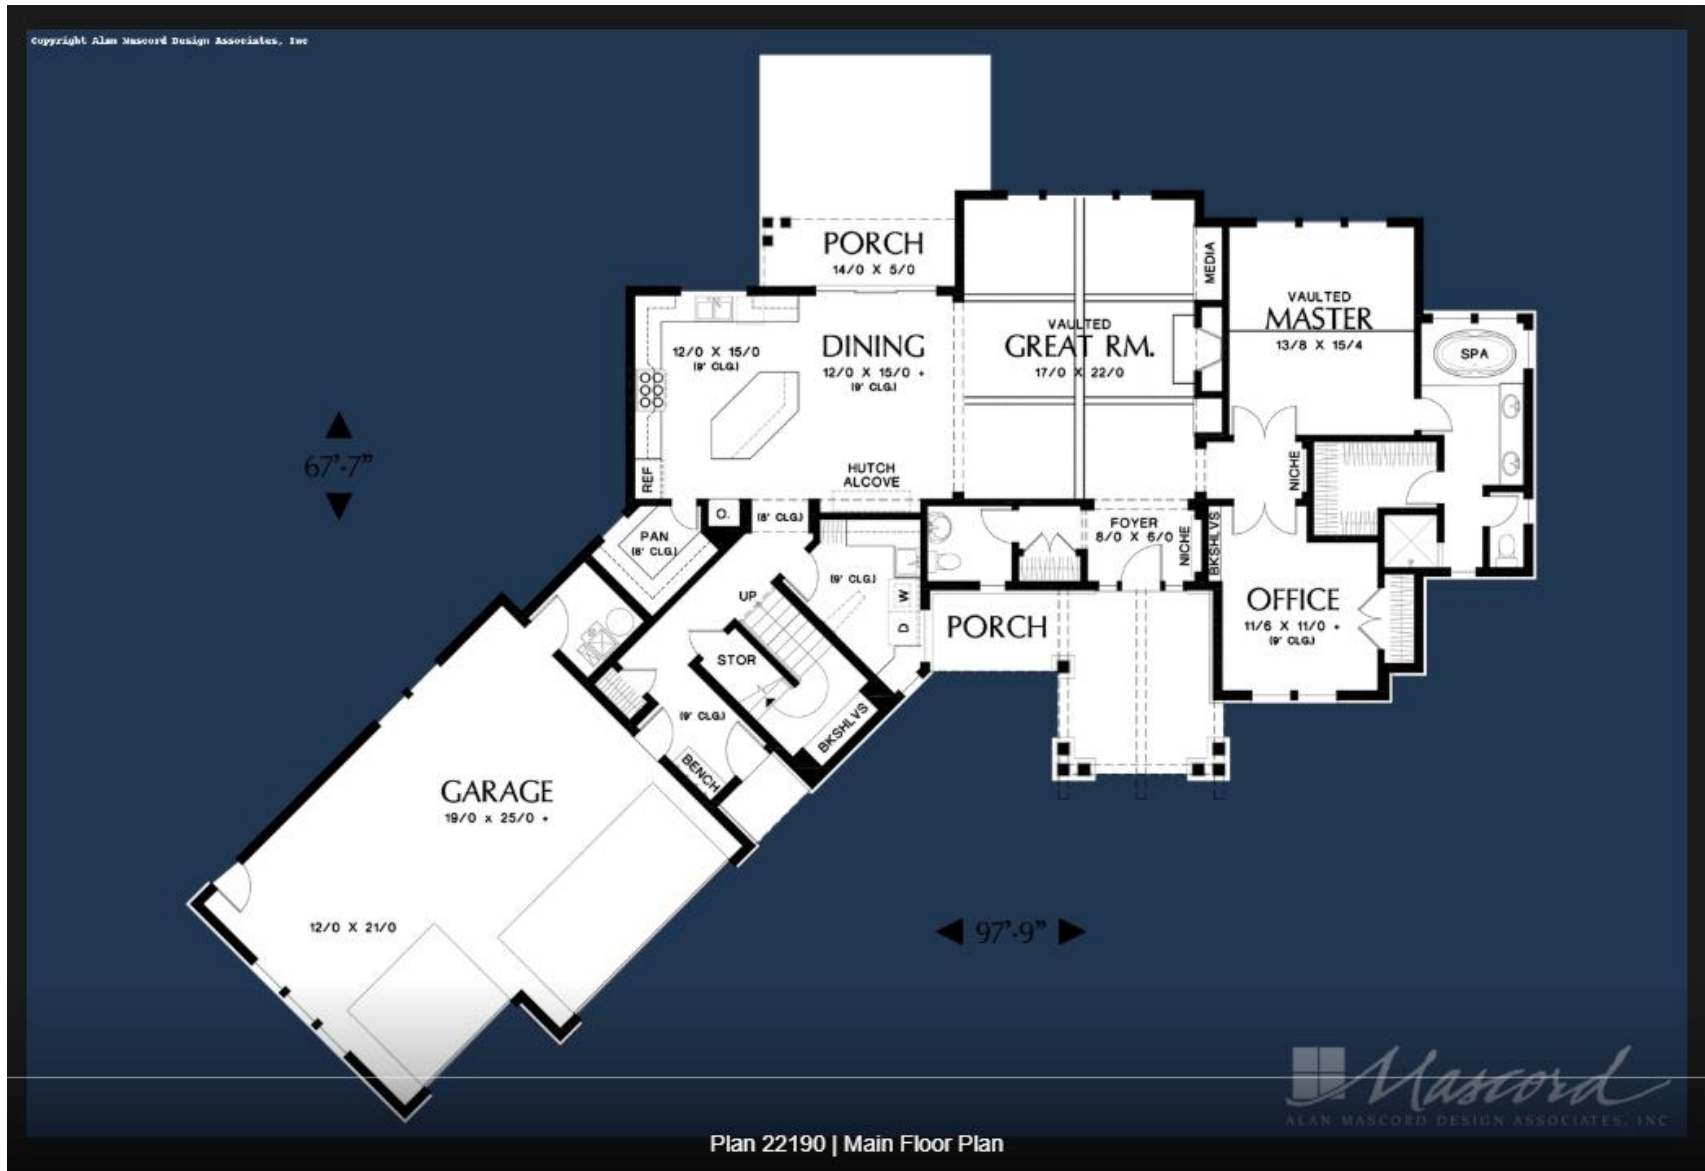 Copyright Alan Mascord Design Associates, Inc
PORCH
14/0 X 5/0
MEDIA
VAULTED
MASTER
13/8 X 15/4
VAULTED
GREAT RM.
17/0 X 22/0
DINING
12/0 X 15/0 +
(9' CLG.)
12/0 X 15/0
(9' CLG.)
SPA
67'-7"
REF
HUTCH
ALCOVE
NICHE
O.
(8' CLG.)
PAN
(8' CLG.)
FOYER
8/0 X 6/0
NICHE
BKSHLVS
(9' CLG.)
UP
W
D
PORCH
OFFICE
11/6 X 11/0 +
(9' CLG.)
STOR
(9' CLG.)
BKSHLVS
BENCH
GARAGE
19/0 x 25/0 +
12/0 X 21/0
97'-9"
Mascord
ALAN MASCORD DESIGN ASSOCIATES, INC
Plan 22190 | Main Floor Plan